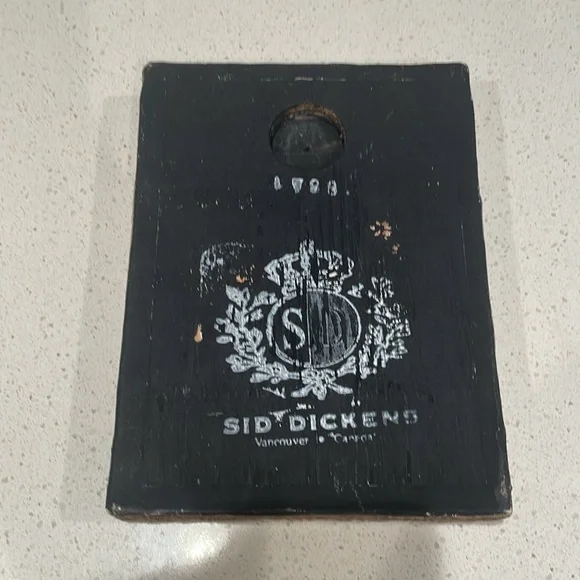 S D
SID DICKENS
Vancouver • Canada